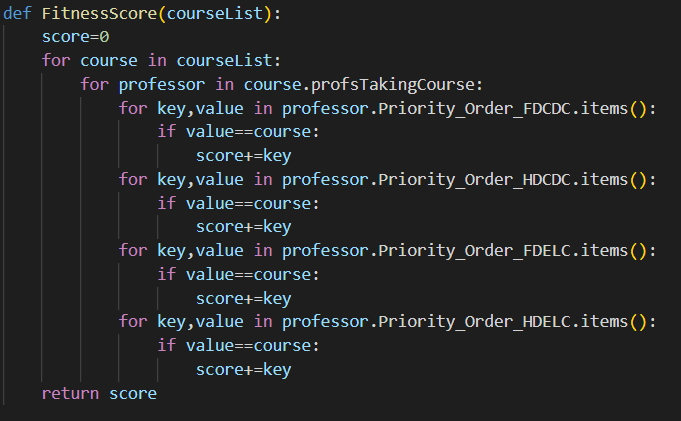 def FitnessScore(courseList):
    score=0
    for course in courseList:
        for professor in course.profsTakingCourse:
            for key,value in professor.Priority_Order_FDCDC.items():
                if value==course:
                    score+=key
            for key,value in professor.Priority_Order_HDCDC.items():
                if value==course:
                    score+=key
            for key,value in professor.Priority_Order_FDELC.items():
                if value==course:
                    score+=key
            for key,value in professor.Priority_Order_HDELC.items():
                if value==course:
                    score+=key
    return score